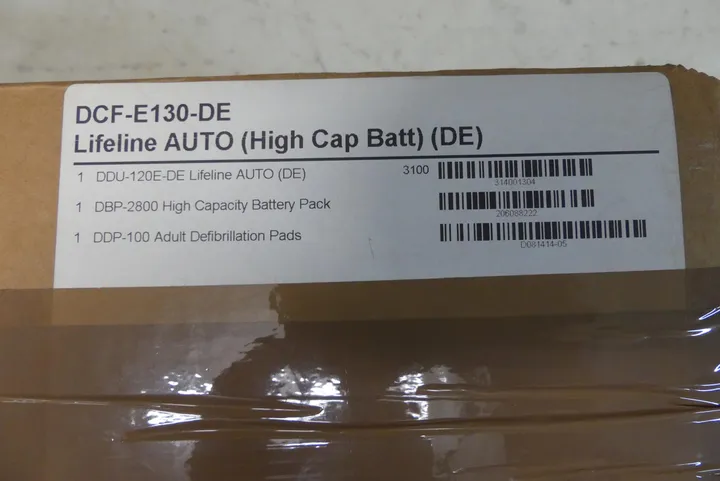 DCF-E130-DE
Lifeline AUTO (High Cap Batt) (DE)
1 DDU-120E-DE Lifeline AUTO (DE) 3100
314001304
1 DBP-2800 High Capacity Battery Pack
206088222
1 DDP-100 Adult Defibrillation Pads
D081414-05